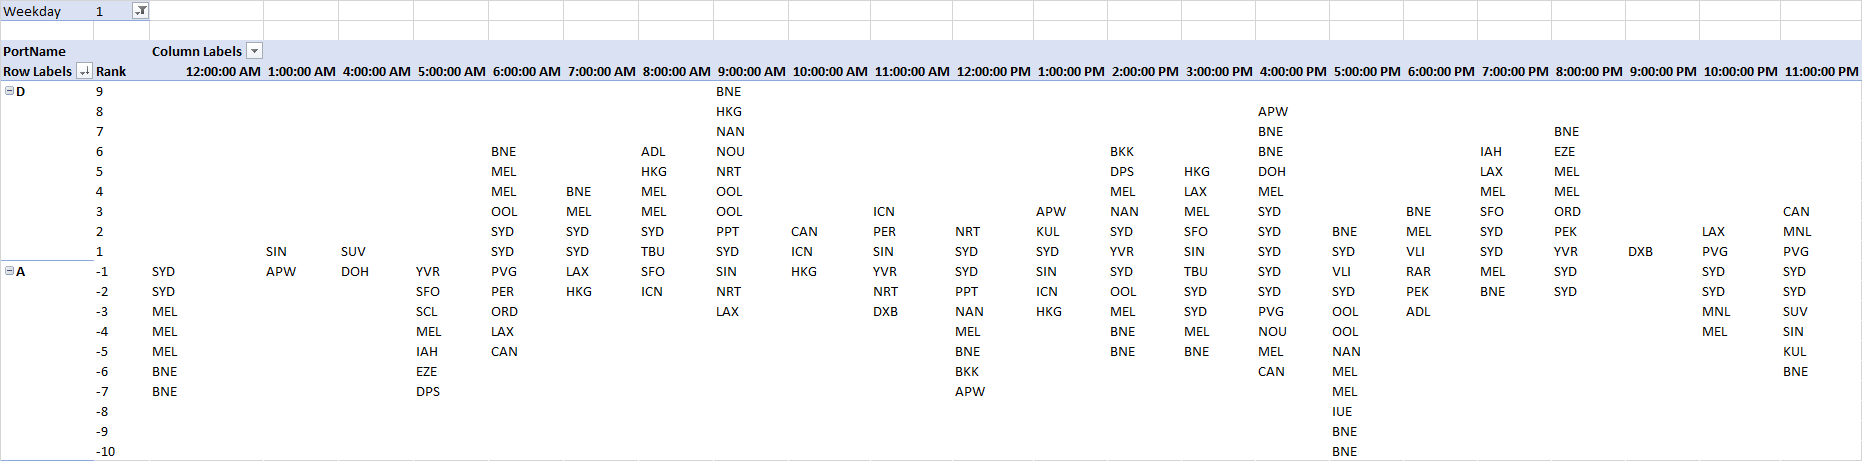 Weekday 1
PortName Column Labels
Row Labels Rank 12:00:00 AM 1:00:00 AM 4:00:00 AM 5:00:00 AM 6:00:00 AM 7:00:00 AM 8:00:00 AM 9:00:00 AM 10:00:00 AM 11:00:00 AM 12:00:00 PM 1:00:00 PM 2:00:00 PM 3:00:00 PM 4:00:00 PM 5:00:00 PM 6:00:00 PM 7:00:00 PM 8:00:00 PM 9:00:00 PM 10:00:00 PM 11:00:00 PM
D 9 BNE
8 HKG APW
7 NAN BNE BNE
6 BNE ADL NOU BKK BNE IAH EZE
5 MEL HKG NRT DPS HKG DOH LAX MEL
4 MEL BNE MEL OOL MEL LAX MEL MEL MEL
3 OOL MEL MEL OOL ICN APW NAN MEL SYD BNE SFO ORD CAN
2 SYD SYD SYD PPT CAN PER NRT KUL SYD SFO SYD BNE MEL SYD PEK LAX MNL
1 SIN SUV SYD SYD TBU SYD ICN SIN SYD SYD YVR SIN SYD SYD VLI SYD YVR DXB PVG PVG
A -1 SYD APW DOH YVR PVG LAX SFO SIN HKG YVR SYD SIN SYD TBU SYD VLI RAR MEL SYD SYD SYD
-2 SYD SFO PER HKG ICN NRT NRT PPT ICN OOL SYD SYD SYD PEK BNE SYD SYD SYD
-3 MEL SCL ORD LAX DXB NAN HKG MEL SYD PVG OOL ADL MNL SUV
-4 MEL MEL LAX MEL BNE MEL NOU OOL MEL SIN
-5 MEL IAH CAN BNE BNE BNE MEL NAN KUL
-6 BNE EZE BKK CAN MEL BNE
-7 BNE DPS APW MEL
-8 IUE
-9 BNE
-10 BNE